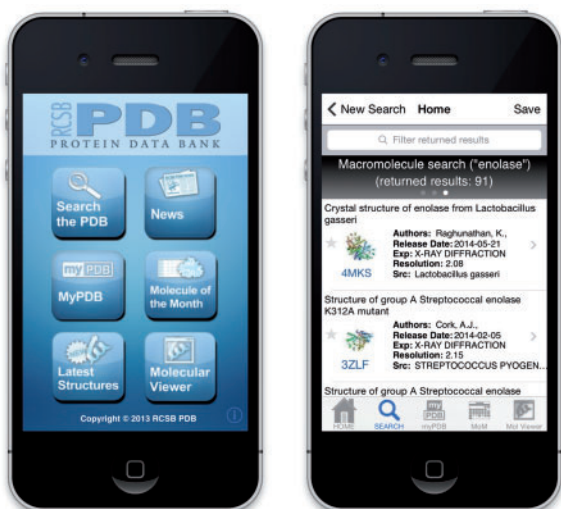 RCSB PDB
PROTEIN DATA BANK
Search
the PDB
News
myPDB
MyPDB
Molecule of
the Month
Latest
Structures
Molecular
Viewer
Copyright © 2013 RCSB PDB
New Search Home Save
Filter returned results
Macromolecule search ("enolase")
(returned results: 91)
Crystal structure of enolase from Lactobacillus
gasseri
Authors: Raghunathan, K.,
Release Date: 2014-05-21
Exp: X-RAY DIFFRACTION
Resolution: 2.08
Src: Lactobacillus gasseri
4MKS
Structure of group A Streptococcal enolase
K312A mutant
Authors: Cork, A.J.,
Release Date: 2014-02-05
Exp: X-RAY DIFFRACTION
Resolution: 2.15
Src: STREPTOCOCCUS PYOGEN...
3ZLF
Structure of group A Streptococcal enolase
HOME SEARCH myPDB MoM Mol Viewer
my
PDB